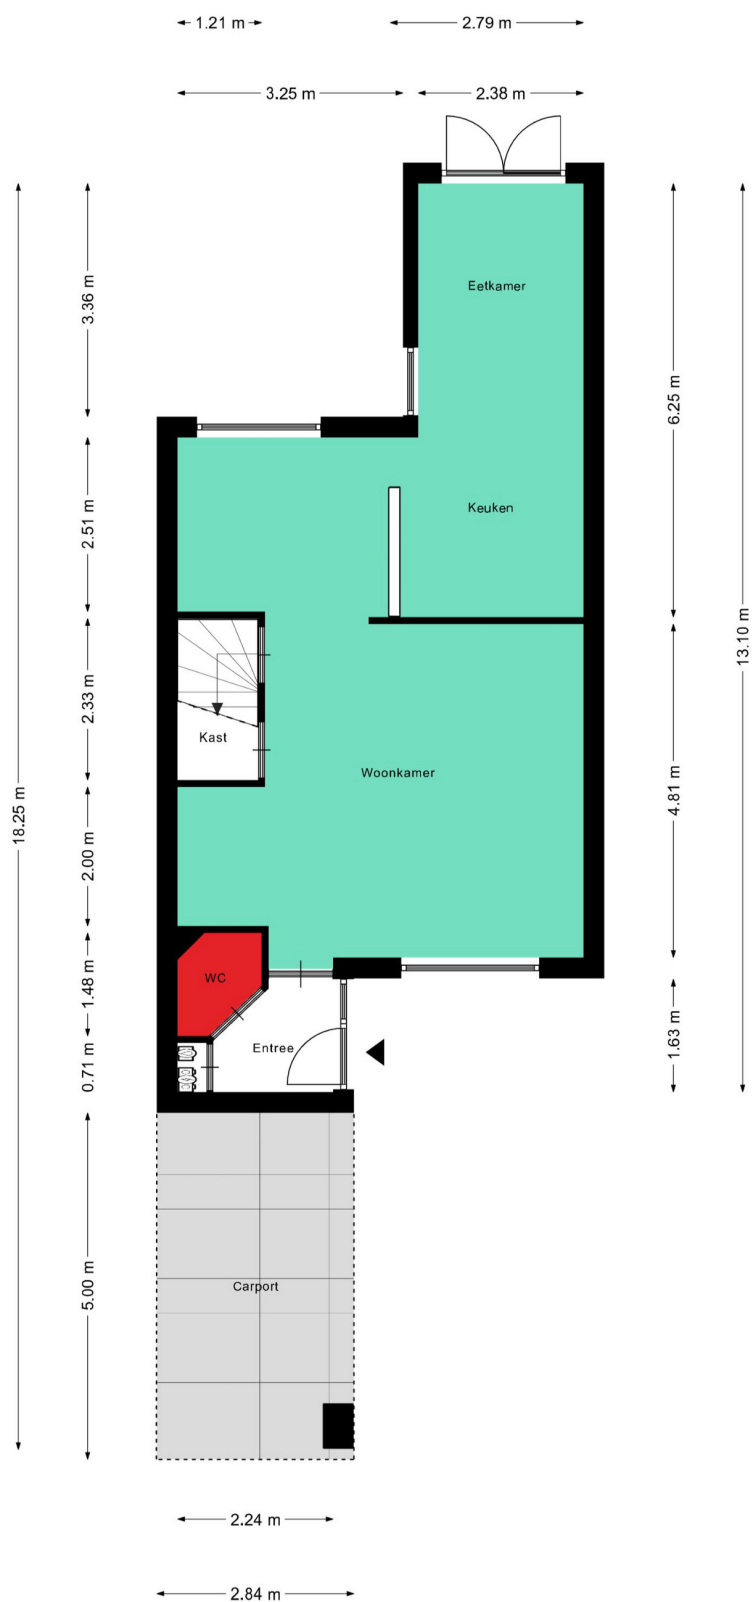 1.21 m
2.79 m
3.25 m
2.38 m
Eetkamer
3.36 m
6.25 m
Keuken
2.51 m
13.10 m
2.33 m
Kast
Woonkamer
4.81 m
18.25 m
2.00 m
WC
1.48 m
Entree
1.63 m
0.71 m
Carport
5.00 m
2.24 m
2.84 m